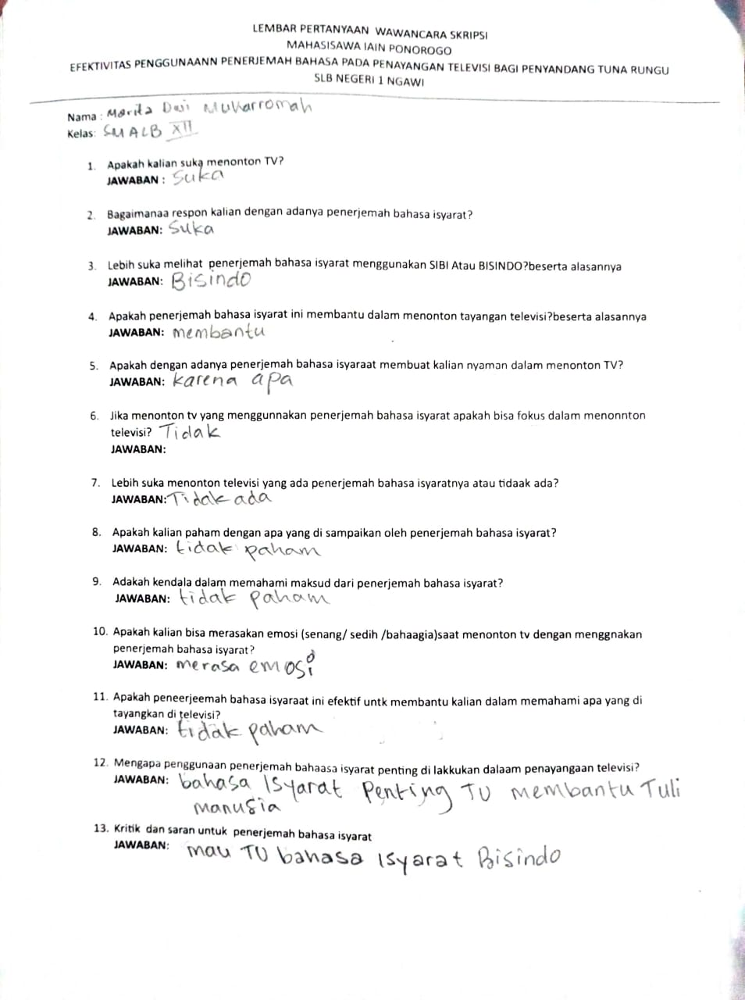 LEMBAR PERTANYAAN WAWANCARA SKRIPSI
MAHASISAWA IAIN PONOROGO
EFEKTIVITAS PENGGUNAANN PENERJEMAH BAHASA PADA PENAYANGAN TELEVISI BAGI PENYANDANG TUNA RUNGU
SLB NEGERI 1 NGAWI
Nama : Marita Dwi Muharromah
Kelas: SMALB XII
1. Apakah kalian suka menonton TV?
JAWABAN : Suka
2. Bagaimanaa respon kalian dengan adanya penerjemah bahasa isyarat?
JAWABAN: Suka
3. Lebih suka melihat penerjemah bahasa isyarat menggunakan SIBI Atau BISINDO?beserta alasannya
JAWABAN: Bisindo
4. Apakah penerjemah bahasa isyarat ini membantu dalam menonton tayangan televisi?beserta alasannya
JAWABAN: membantu
5. Apakah dengan adanya penerjemah bahasa isyaraat membuat kalian nyaman dalam menonton TV?
JAWABAN: karena apa
6. Jika menonton tv yang menggunnakan penerjemah bahasa isyarat apakah bisa fokus dalam menonnton
televisi? Tidak
JAWABAN:
7. Lebih suka menonton televisi yang ada penerjemah bahasa isyaratnya atau tidaak ada?
JAWABAN: Tidak ada
8. Apakah kalian paham dengan apa yang di sampaikan oleh penerjemah bahasa isyarat?
JAWABAN: tidak paham
9. Adakah kendala dalam memahami maksud dari penerjemah bahasa isyarat?
JAWABAN: tidak paham
10. Apakah kalian bisa merasakan emosi (senang/ sedih /bahaagia)saat menonton tv dengan menggnakan
penerjemah bahasa isyarat?
JAWABAN: merasa emosi
11. Apakah peneerjeemah bahasa isyaraat ini efektif untk membantu kalian dalam memahami apa yang di
tayangkan di televisi?
JAWABAN: tidak paham
12. Mengapa penggunaan penerjemah bahaasa isyarat penting di lakkukan dalaam penayangaan televisi?
JAWABAN: bahasa Isyarat Penting TV membantu Tuli
manusia
13. Kritik dan saran untuk penerjemah bahasa isyarat
JAWABAN: mau TV bahasa Isyarat Bisindo